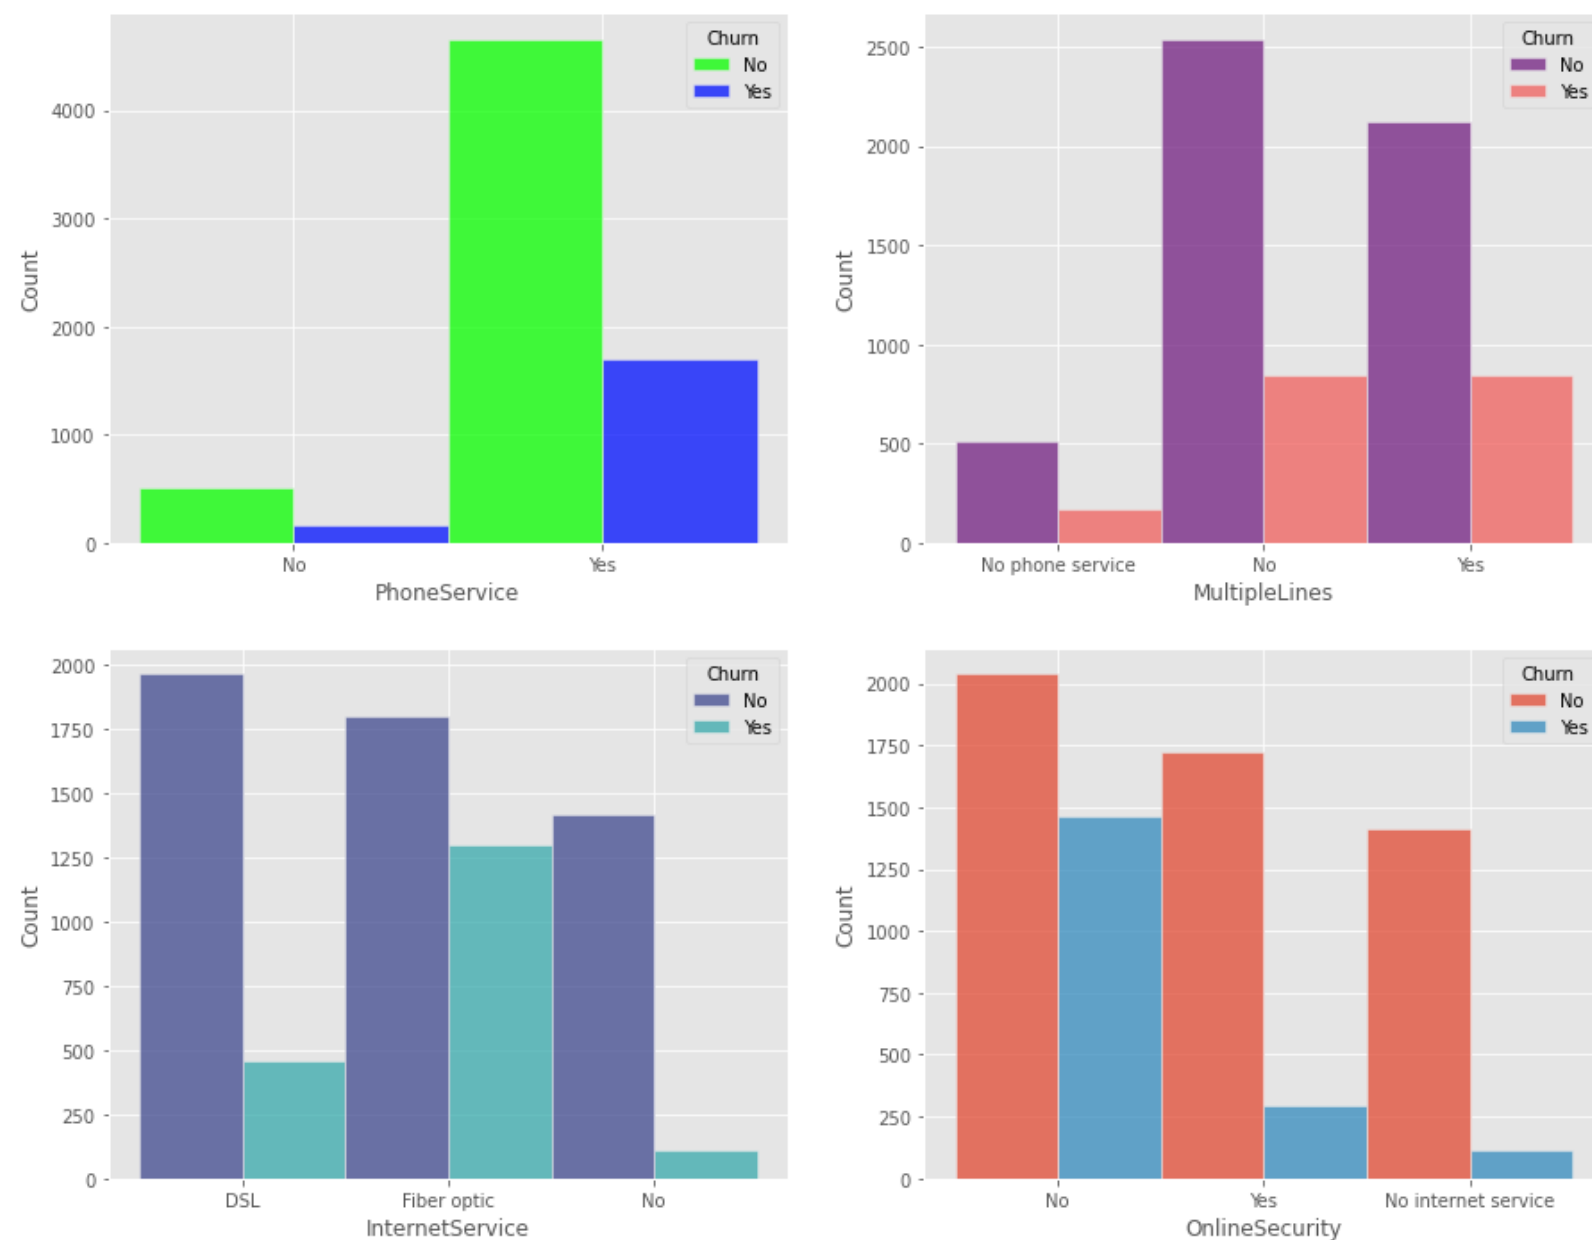 Churn
No
Yes
4000
3000
2000
1000
0
Count
No Yes
PhoneService
Churn
No
Yes
2500
2000
1500
1000
500
0
Count
No phone service No Yes
MultipleLines
Churn
No
Yes
2000
1750
1500
1250
1000
750
500
250
0
Count
DSL Fiber optic No
InternetService
Churn
No
Yes
2000
1750
1500
1250
1000
750
500
250
0
Count
No Yes No internet service
OnlineSecurity